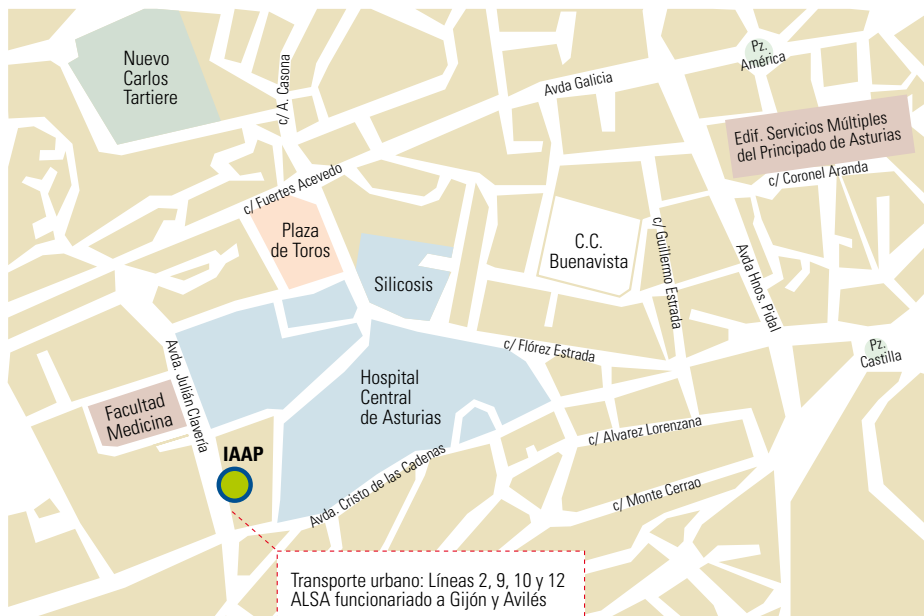 Nuevo
Carlos
Tartiere
c/ A. Casona
Avda Galicia
Pz.
América
Edif. Servicios Múltiples
del Principado de Asturias
c/ Coronel Aranda
c/ Fuertes Acevedo
Plaza
de Toros
Silicosis
C.C.
Buenavista
c/ Guillermo Estrada
Avda Hnos. Pidal
Avda. Julián Clavería
c/ Flórez Estrada
Pz.
Castilla
Hospital
Central
de Asturias
Facultad
Medicina
IAAP
Avda. Cristo de las Cadenas
c/ Alvarez Lorenzana
c/ Monte Cerrao
Transporte urbano: Líneas 2, 9, 10 y 12
ALSA funcionariado a Gijón y Avilés